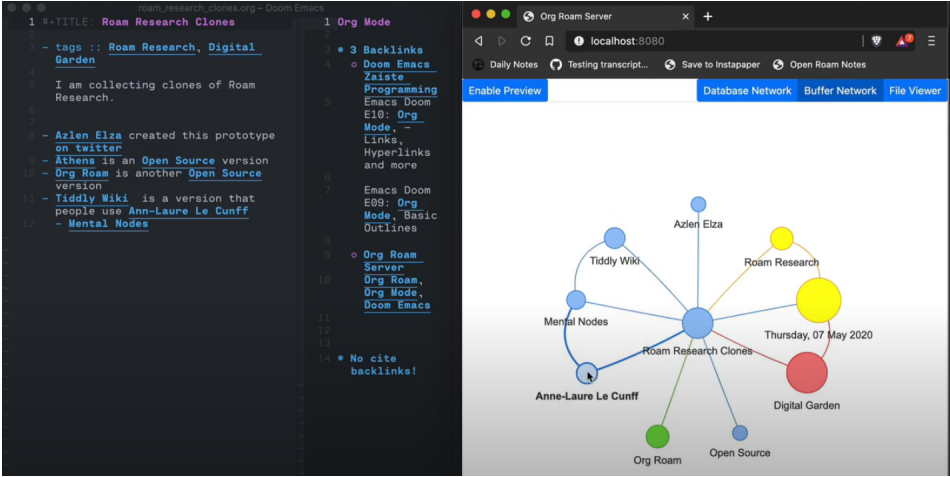 roam_research_clones.org – Doom Emacs
1 #+TITLE: Roam Research Clones
2
3 - tags :: Roam Research, Digital
Garden
4
5 I am collecting clones of Roam
Research.
6
7
8 - Azlen Elza created this prototype
on twitter
9 - Athens is an Open Source version
10 - Org Roam is another Open Source
version
11 - Tiddly Wiki is a version that
people use Ann-Laure Le Cunff
12 - Mental Nodes
1 Org Mode
2
3 3 Backlinks
4 Doom Emacs
Zaiste
Programming
5 Emacs Doom
E10: Org
Mode, –
Links,
Hyperlinks
and more
6
7 Emacs Doom
E09: Org
Mode, Basic
Outlines
8
9 Org Roam
Server
10 Org Roam,
Org Mode,
Doom Emacs
11
12
13
14 No cite
backlinks!
Org Roam Server
localhost:8080
Daily Notes Testing transcript... Save to Instapaper Open Roam Notes
Enable Preview Database Network Buffer Network File Viewer
Azlen Elza
Tiddly Wiki
Roam Research
Mental Nodes
Thursday, 07 May 2020
Roam Research Clones
Anne-Laure Le Cunff
Digital Garden
Org Roam
Open Source